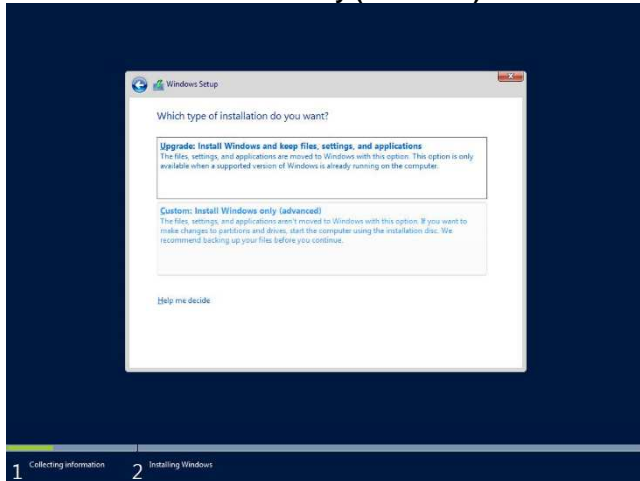 Windows Setup
Which type of installation do you want?
Upgrade: Install Windows and keep files, settings, and applications
The files, settings, and applications are moved to Windows with this option. This option is only
available when a supported version of Windows is already running on the computer.
Custom: Install Windows only (advanced)
The files, settings, and applications aren't moved to Windows with this option. If you want to
make changes to partitions and drives, start the computer using the installation disc. We
recommend backing up your files before you continue.
Help me decide
1 Collecting information 2 Installing Windows